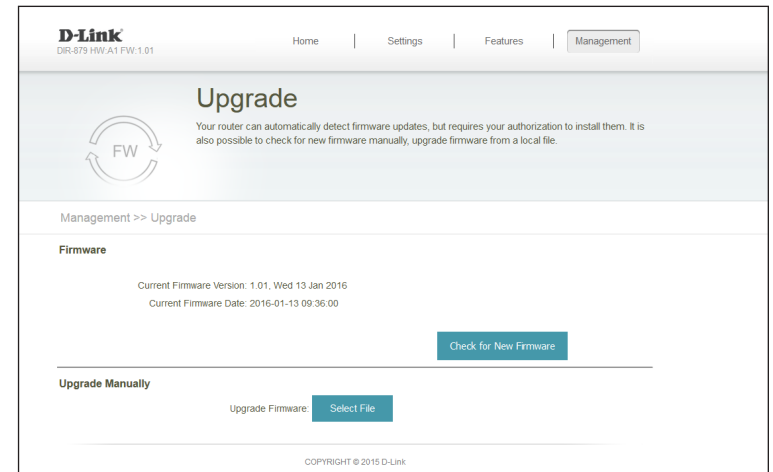 D-Link
DIR-879 HW:A1 FW:1.01
Home
Settings
Features
Management
Upgrade
Your router can automatically detect firmware updates, but requires your authorization to install them. It is
also possible to check for new firmware manually, upgrade firmware from a local file.
FW
Management >> Upgrade
Firmware
Current Firmware Version: 1.01, Wed 13 Jan 2016
Current Firmware Date: 2016-01-13 09:36:00
Check for New Firmware
Upgrade Manually
Upgrade Firmware: Select File
COPYRIGHT © 2015 D-Link